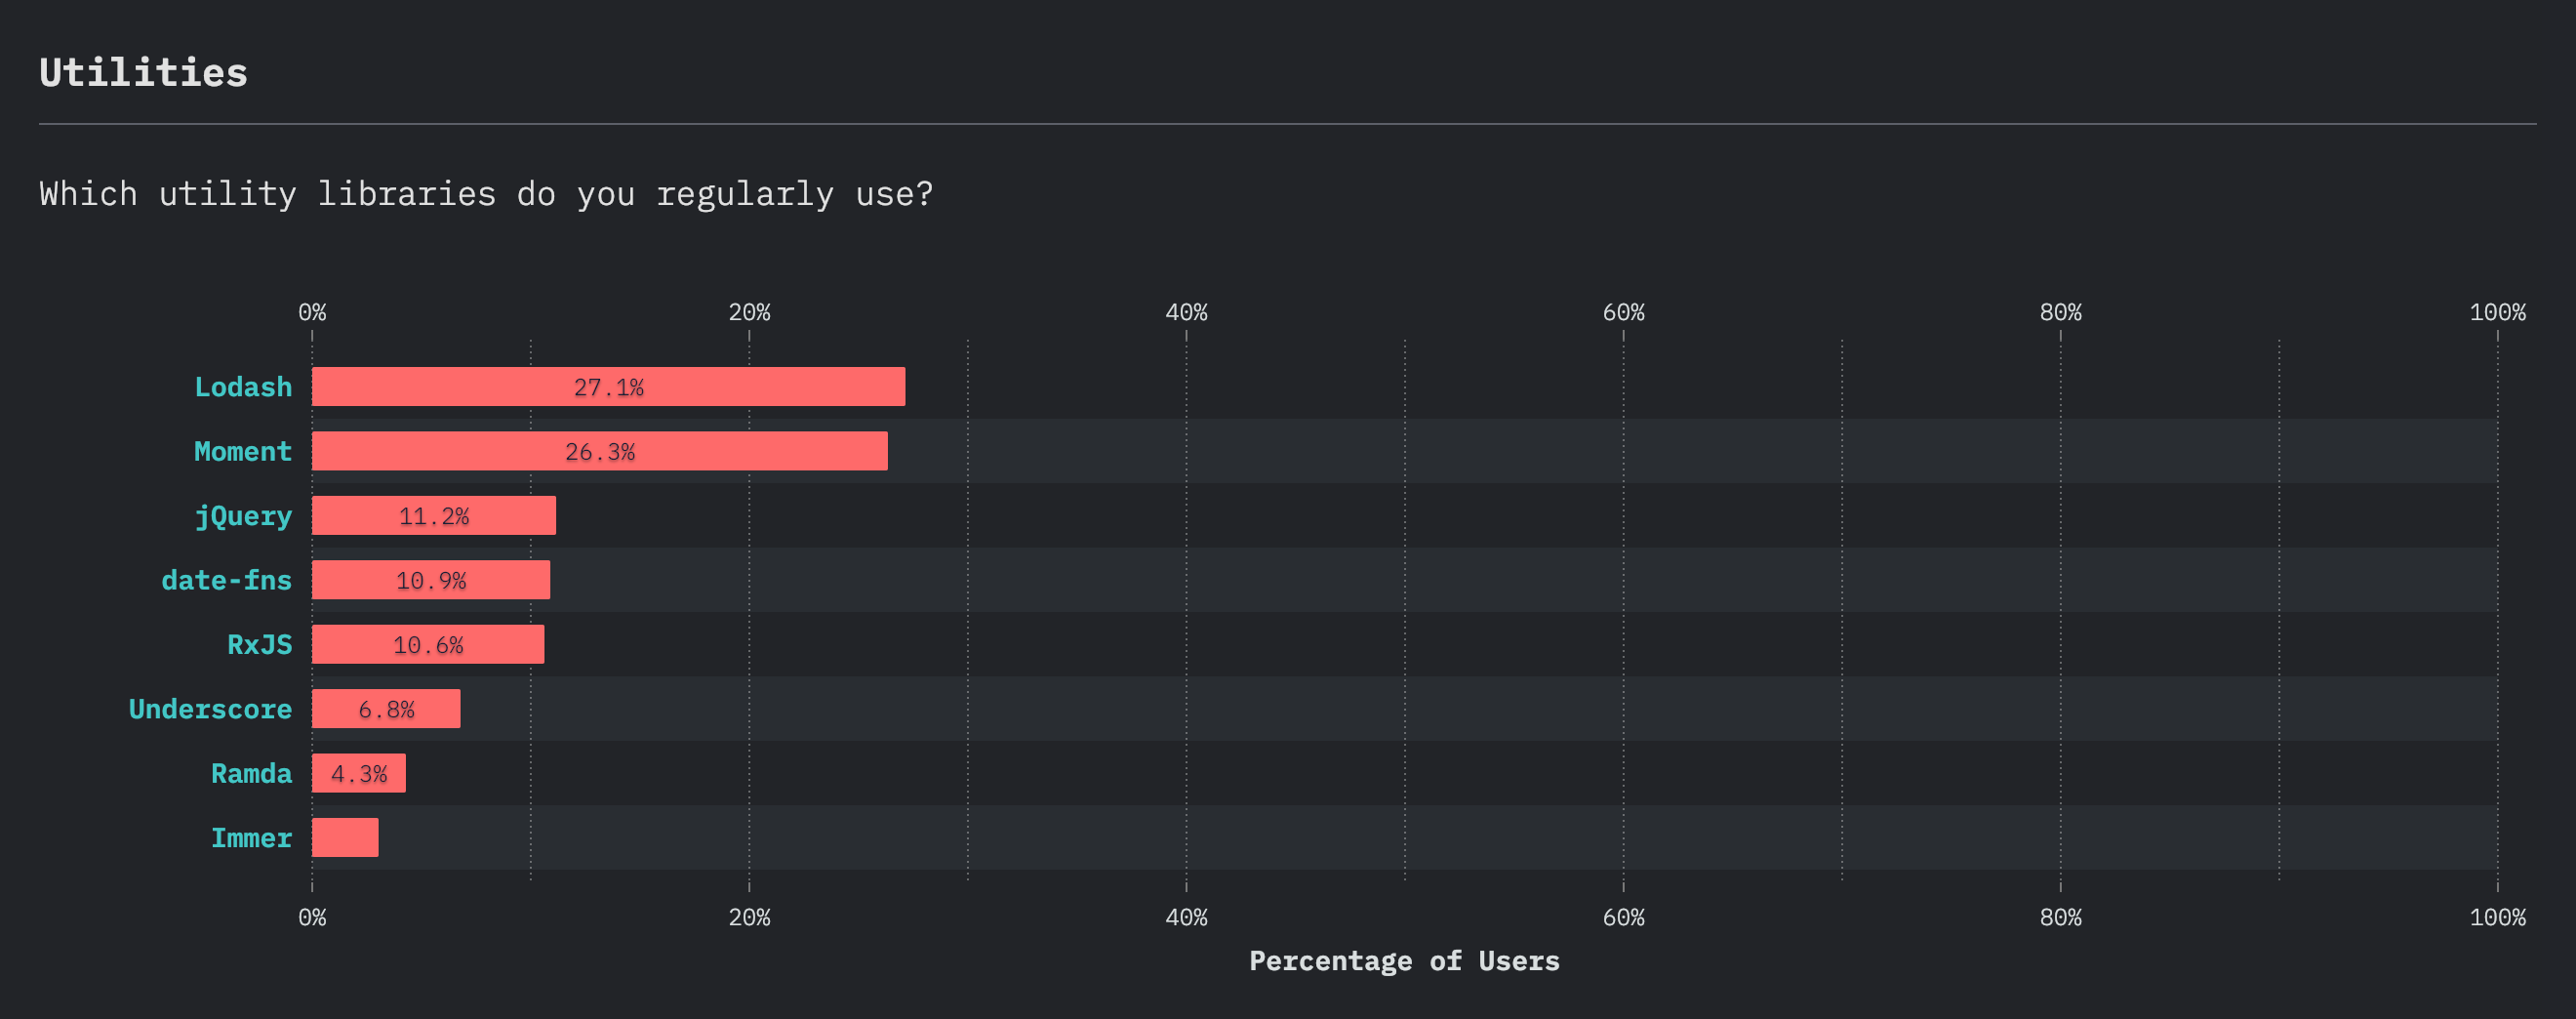 Utilities
Which utility libraries do you regularly use?
0% 20% 40% 60% 80% 100%
Lodash 27.1%
Moment 26.3%
jQuery 11.2%
date-fns 10.9%
RxJS 10.6%
Underscore 6.8%
Ramda 4.3%
Immer
0% 20% 40% 60% 80% 100%
Percentage of Users